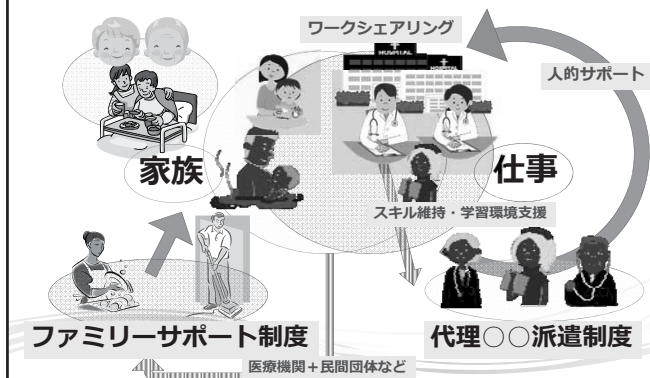 ワークシェアリング
HOSPITAL
HOSPITAL
人的サポート
家族
仕事
スキル維持・学習環境支援
ファミリーサポート制度
代理○○派遣制度
医療機関＋民間団体など